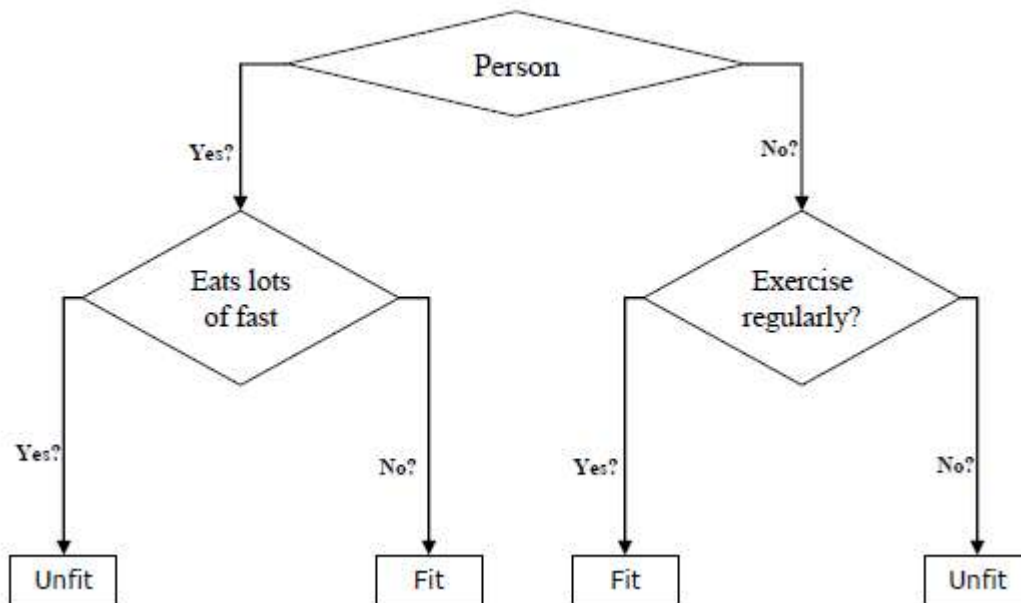 Person
Yes?
No?
Eats lots
of fast
Exercise
regularly?
Yes?
No?
Yes?
No?
Unfit
Fit
Fit
Unfit